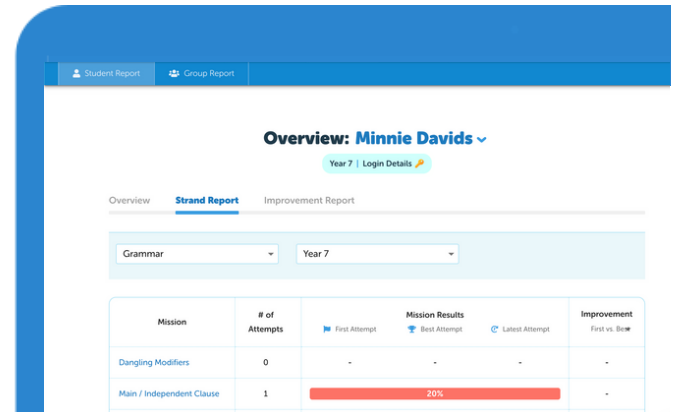 Student Report Group Report
Overview: Minnie Davids
Year 7 | Login Details
Overview Strand Report Improvement Report
Grammar Year 7
Mission # of Attempts Mission Results Improvement
First Attempt Best Attempt Latest Attempt First vs. Best
Dangling Modifiers 0 - - - -
Main / Independent Clause 1 20% -